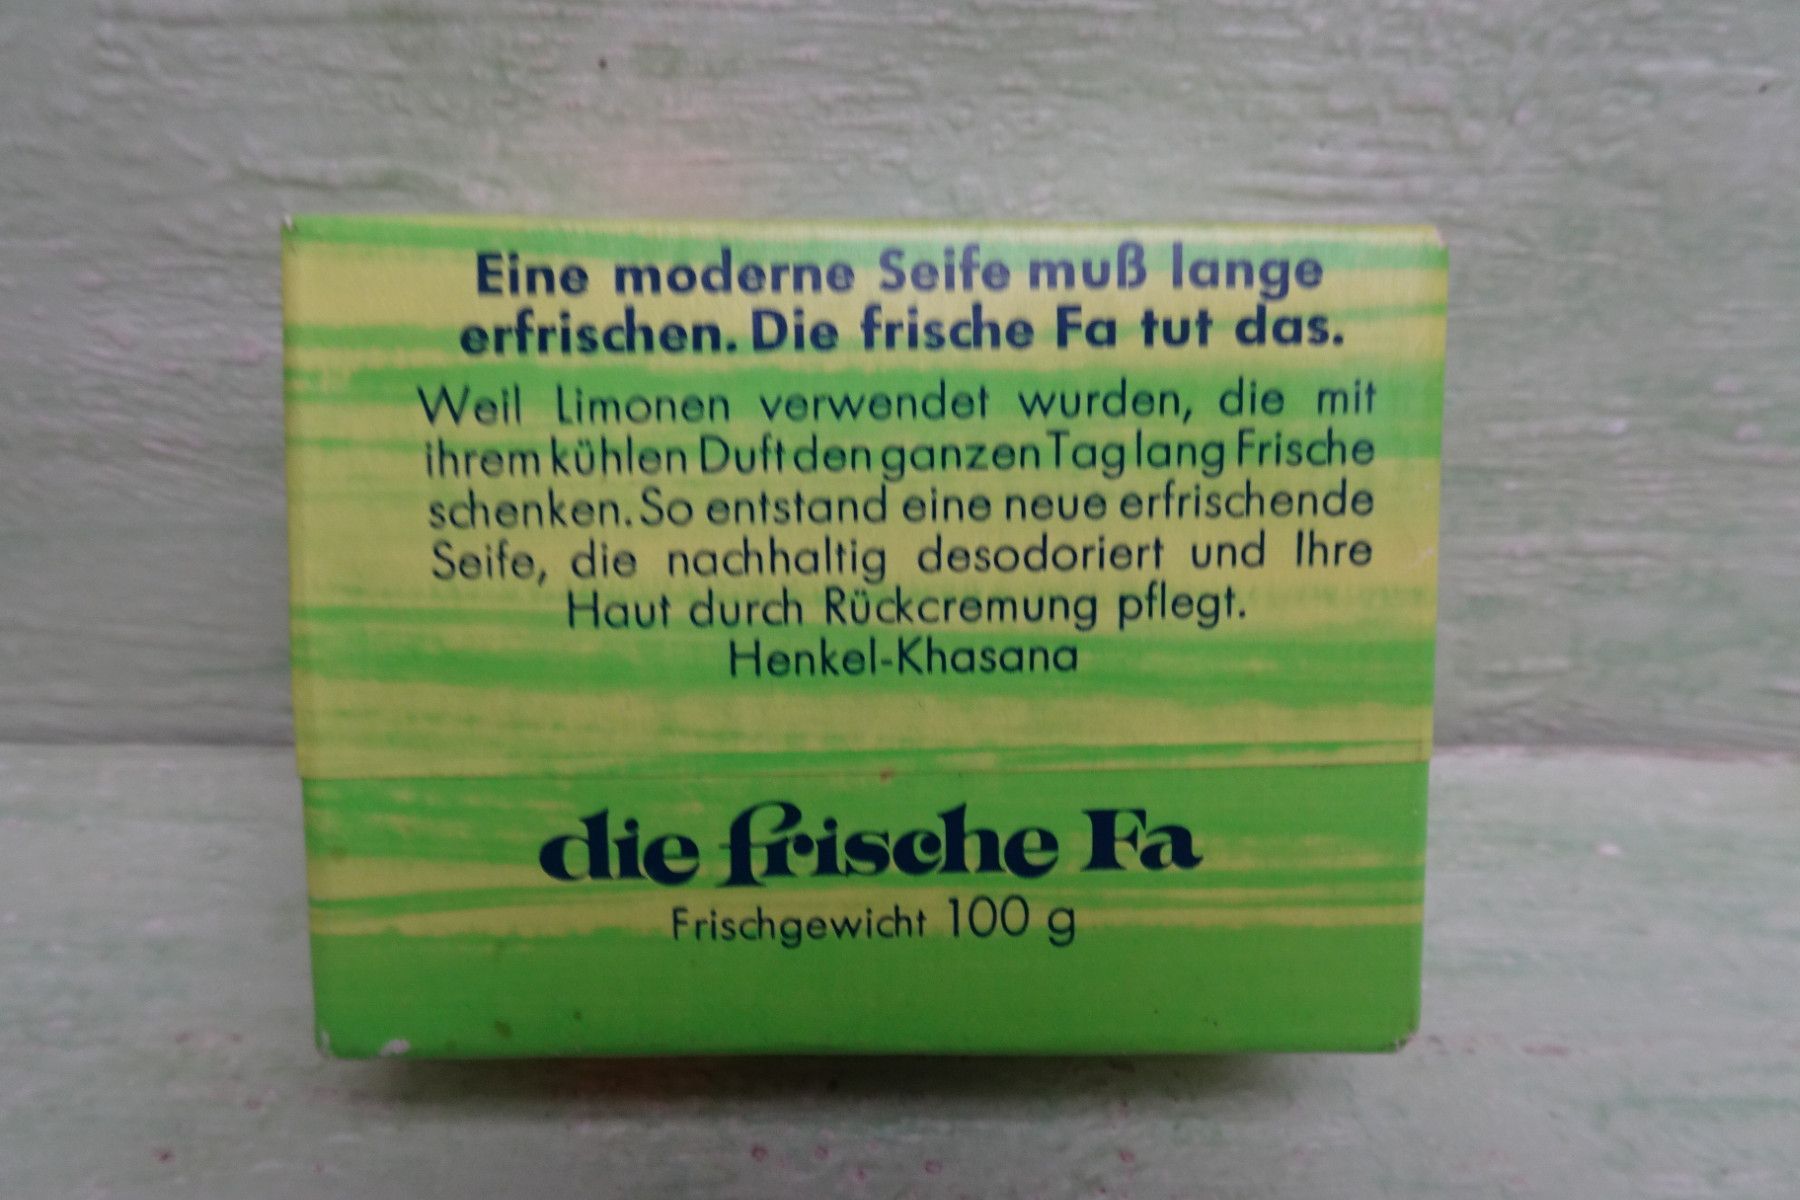 Eine moderne Seife muß lange
erfrischen. Die frische Fa tut das.
Weil Limonen verwendet wurden, die mit
ihrem kühlen Duft den ganzen Tag lang Frische
schenken. So entstand eine neue erfrischende
Seife, die nachhaltig desodoriert und Ihre
Haut durch Rückcremung pflegt.
Henkel-Khasana
die frische Fa
Frischgewicht 100 g